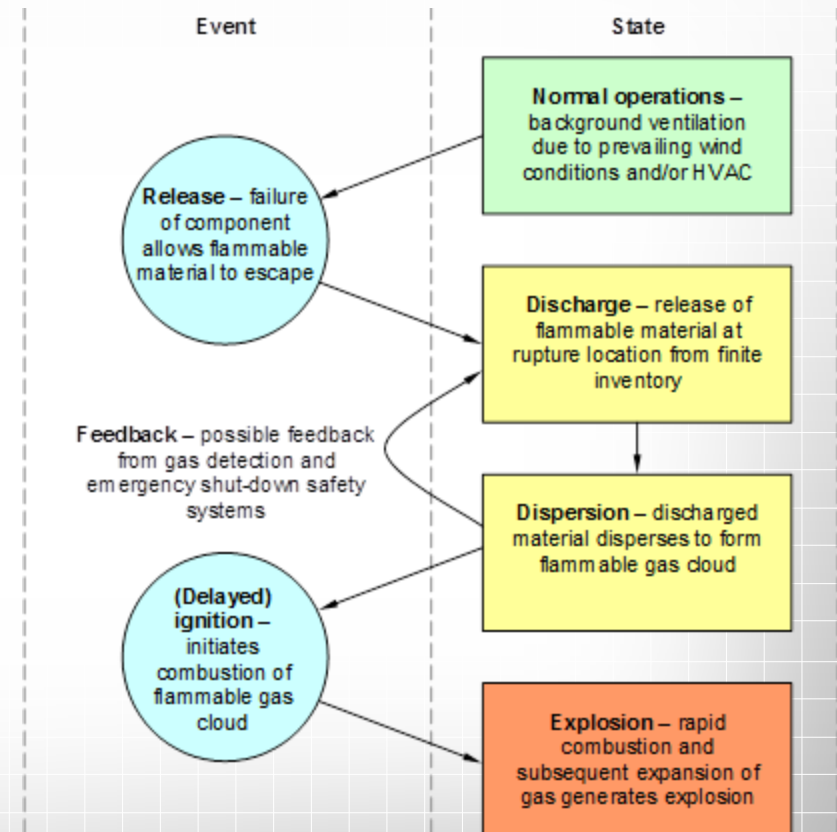 Event
State
Normal operations –
background ventilation
due to prevailing wind
conditions and/or HVAC
Release – failure
of component
allows flammable
material to escape
Discharge – release of
flammable material at
rupture location from finite
inventory
Feedback – possible feedback
from gas detection and
emergency shut-down safety
systems
Dispersion – discharged
material disperses to form
flammable gas cloud
(Delayed)
ignition –
initiates
combustion of
flammable gas
cloud
Explosion – rapid
combustion and
subsequent expansion of
gas generates explosion